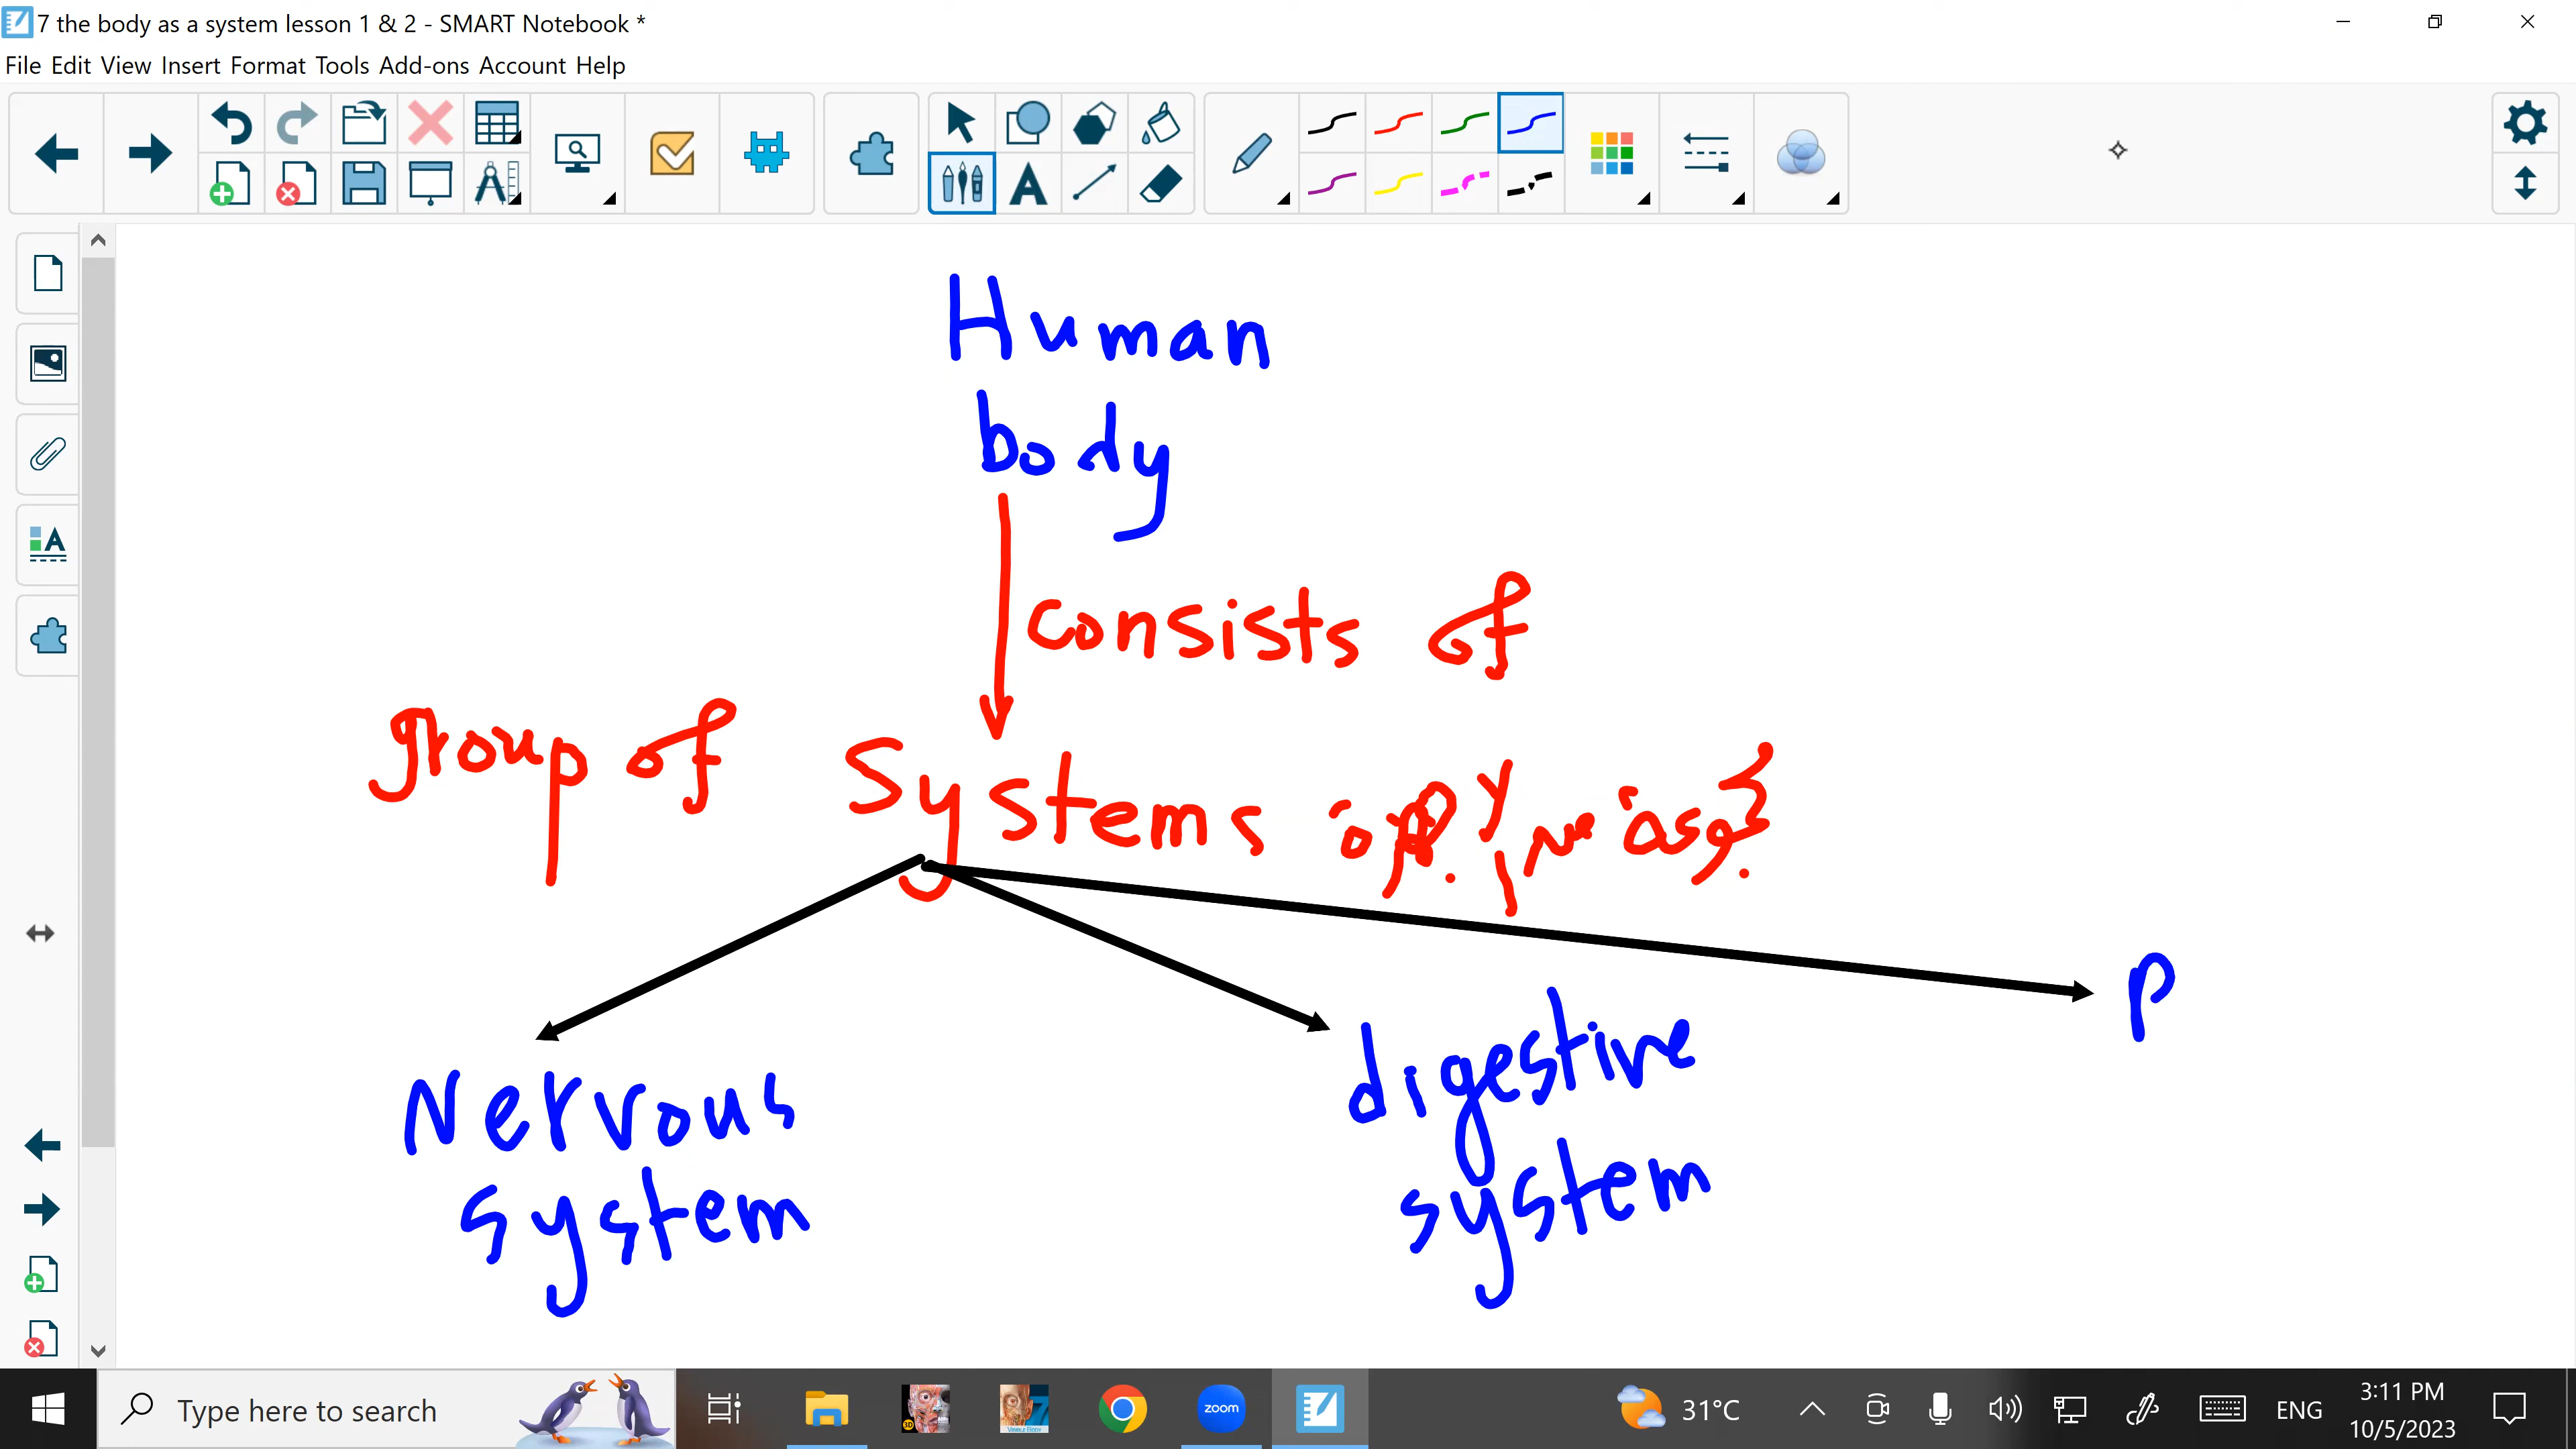 7 the body as a system lesson 1 & 2 - SMART Notebook *
File Edit View Insert Format Tools Add-ons Account Help
Human
body
consists of
group of Systems
Nervous
system
digestive
system
P
Type here to search
zoom
31°C
ENG
3:11 PM
10/5/2023